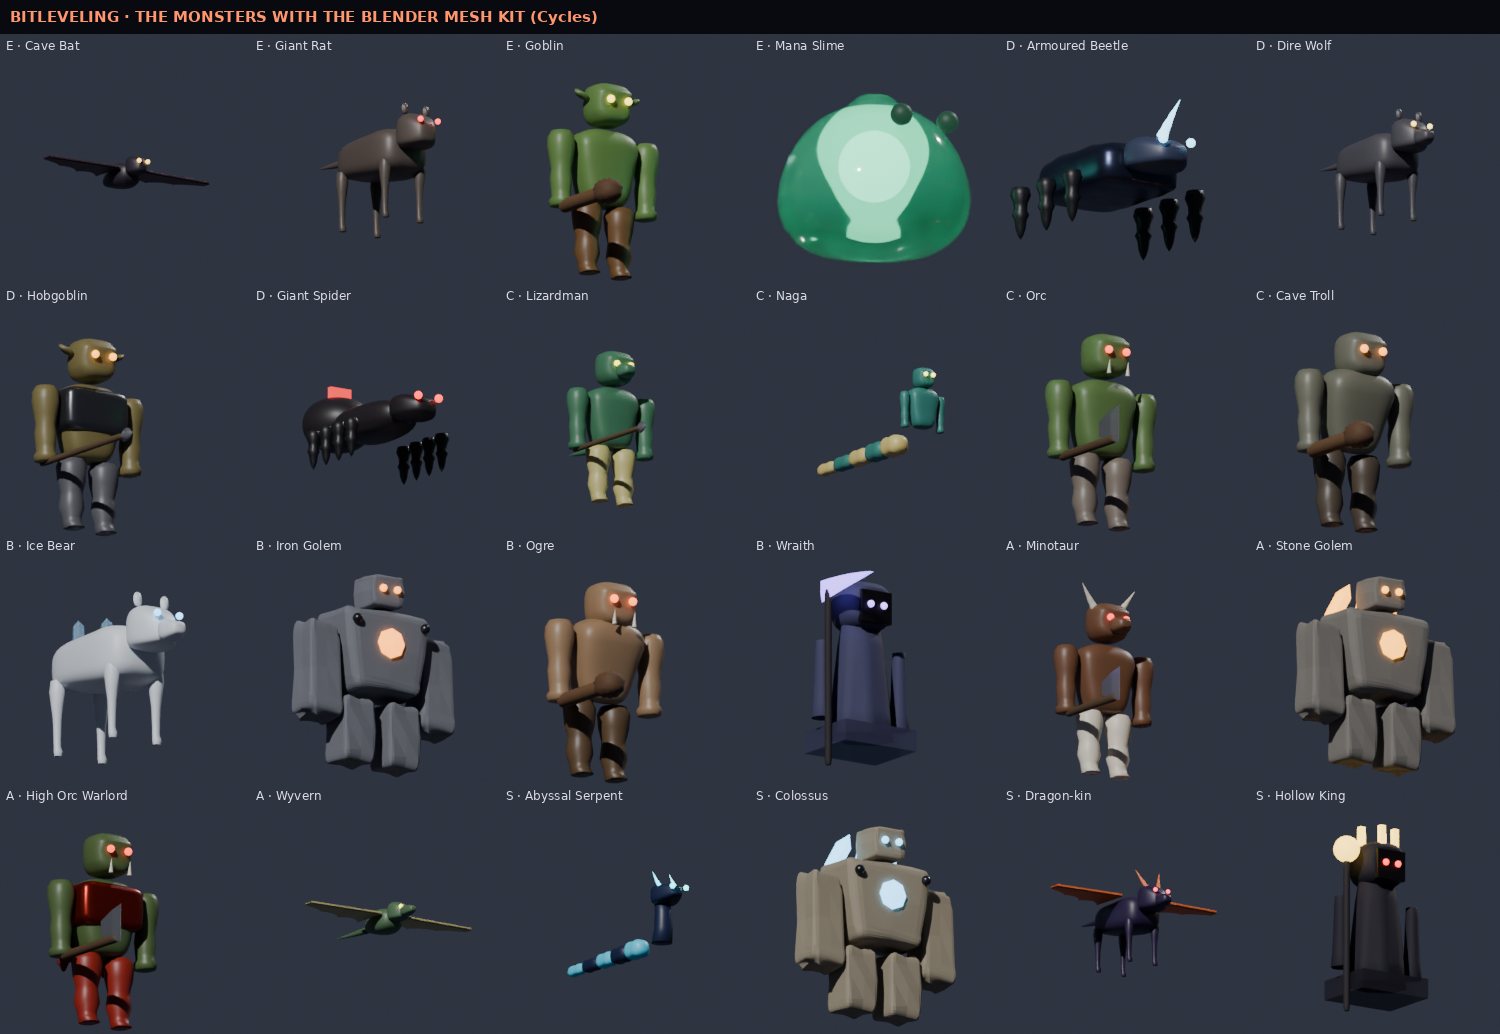 BITLEVELING · THE MONSTERS WITH THE BLENDER MESH KIT (Cycles)
E · Cave Bat
E · Giant Rat
E · Goblin
E · Mana Slime
D · Armoured Beetle
D · Dire Wolf
D · Hobgoblin
D · Giant Spider
C · Lizardman
C · Naga
C · Orc
C · Cave Troll
B · Ice Bear
B · Iron Golem
B · Ogre
B · Wraith
A · Minotaur
A · Stone Golem
A · High Orc Warlord
A · Wyvern
S · Abyssal Serpent
S · Colossus
S · Dragon-kin
S · Hollow King